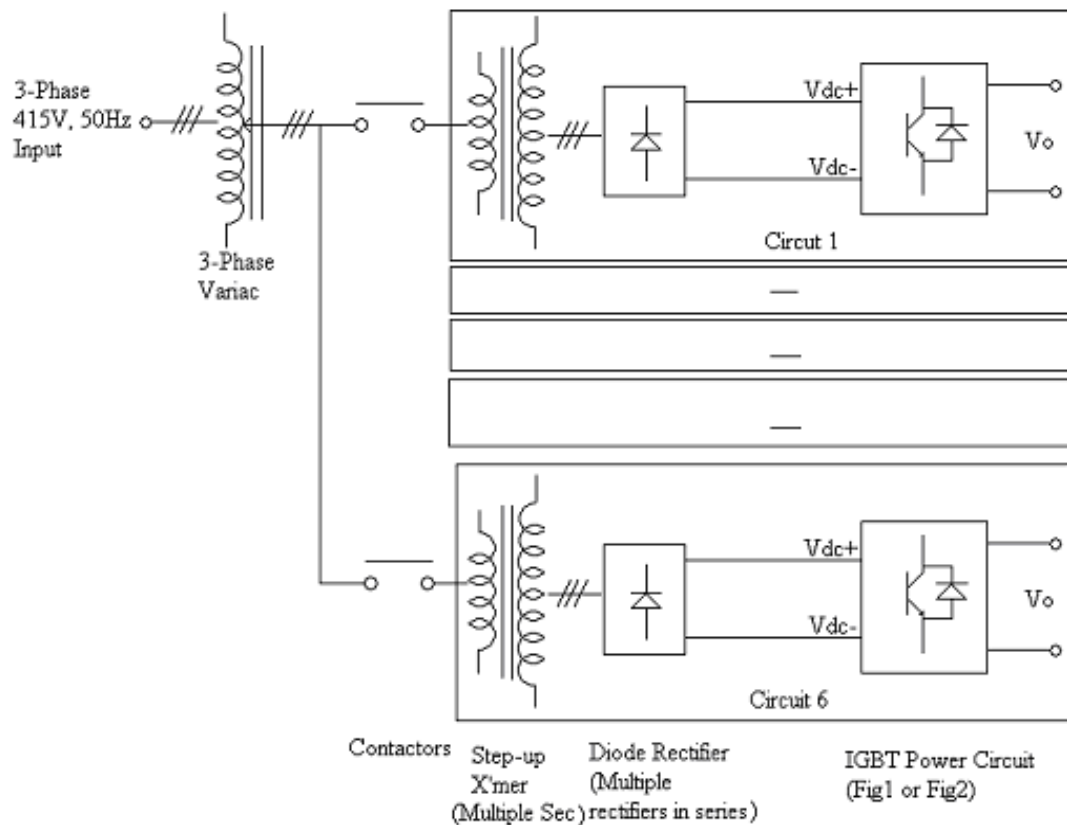 3-Phase
415V, 50Hz
Input
3-Phase
Variac
Vdc+
Vdc-
Vo
Circut 1
Vdc+
Vdc-
Vo
Circuit 6
Contactors
Step-up
X'mer
(Multiple Sec)
Diode Rectifier
(Multiple
rectifiers in series)
IGBT Power Circuit
(Fig1 or Fig2)